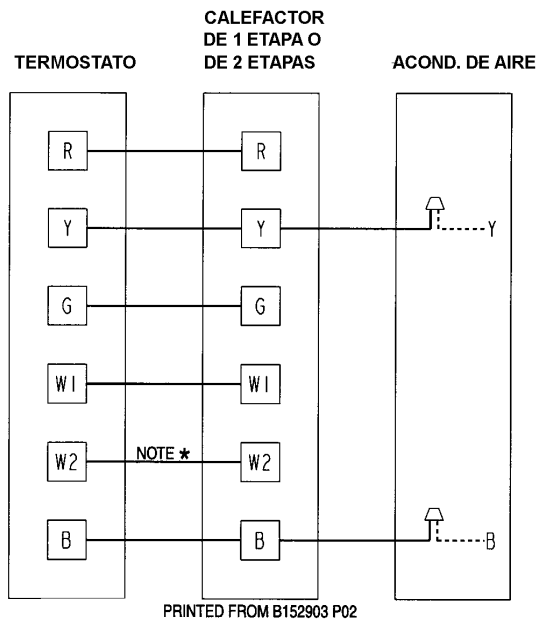 CALEFACTOR
DE 1 ETAPA O
DE 2 ETAPAS
TERMOSTATO
ACOND. DE AIRE
R R
Y Y Y
G G
W1 W1
W2 NOTE * W2
B B B
PRINTED FROM B152903 P02